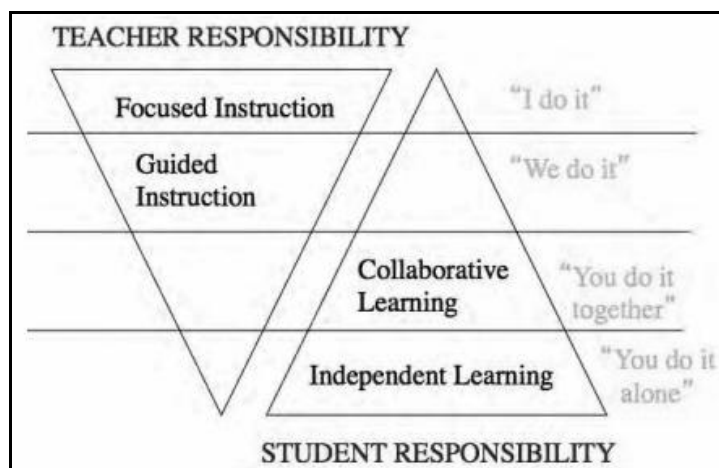 TEACHER RESPONSIBILITY
Focused Instruction
"I do it"
Guided
Instruction
"We do it"
Collaborative
Learning
"You do it
together"
Independent Learning
"You do it
alone"
STUDENT RESPONSIBILITY